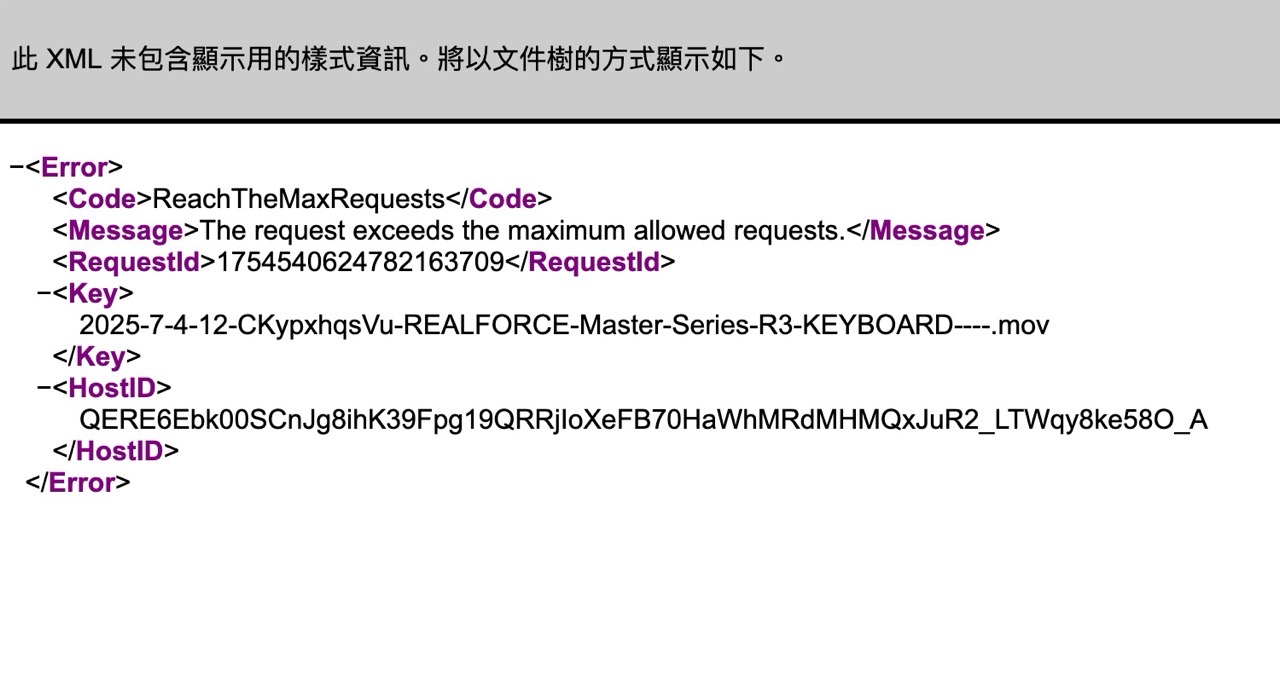 此 XML 未包含顯示用的樣式資訊。將以文件樹的方式顯示如下。
−<Error>
<Code>ReachTheMaxRequests</Code>
<Message>The request exceeds the maximum allowed requests.</Message>
<RequestId>1754540624782163709</RequestId>
−<Key>
2025-7-4-12-CKypxhqsVu-REALFORCE-Master-Series-R3-KEYBOARD----.mov
</Key>
−<HostID>
QERE6Ebk00SCnJg8ihK39Fpg19QRRjIoXeFB70HaWhMRdMHMQxJuR2_LTWqy8ke58O_A
</HostID>
</Error>